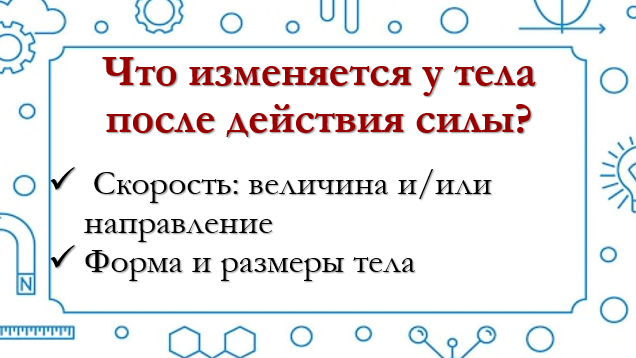 Что изменяется у тела
после действия силы?
✓ Скорость: величина и/или
направление
✓ Форма и размеры тела
N